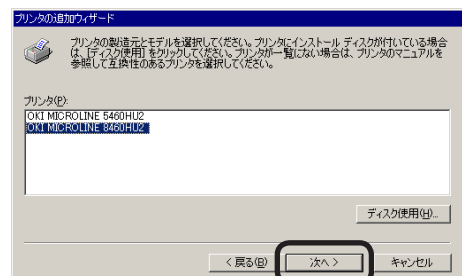 プリンタの追加ウィザード
プリンタの製造元とモデルを選択してください。プリンタにインストール ディスクが付いている場合
は、[ディスク使用] をクリックしてください。プリンタが一覧にない場合は、プリンタのマニュアルを
参照して互換性のあるプリンタを選択してください。
プリンタ(P):
OKI MICROLINE 5460HU2
OKI MICROLINE 8460HU2
ディスク使用(H)...
< 戻る(B)
次へ >
キャンセル